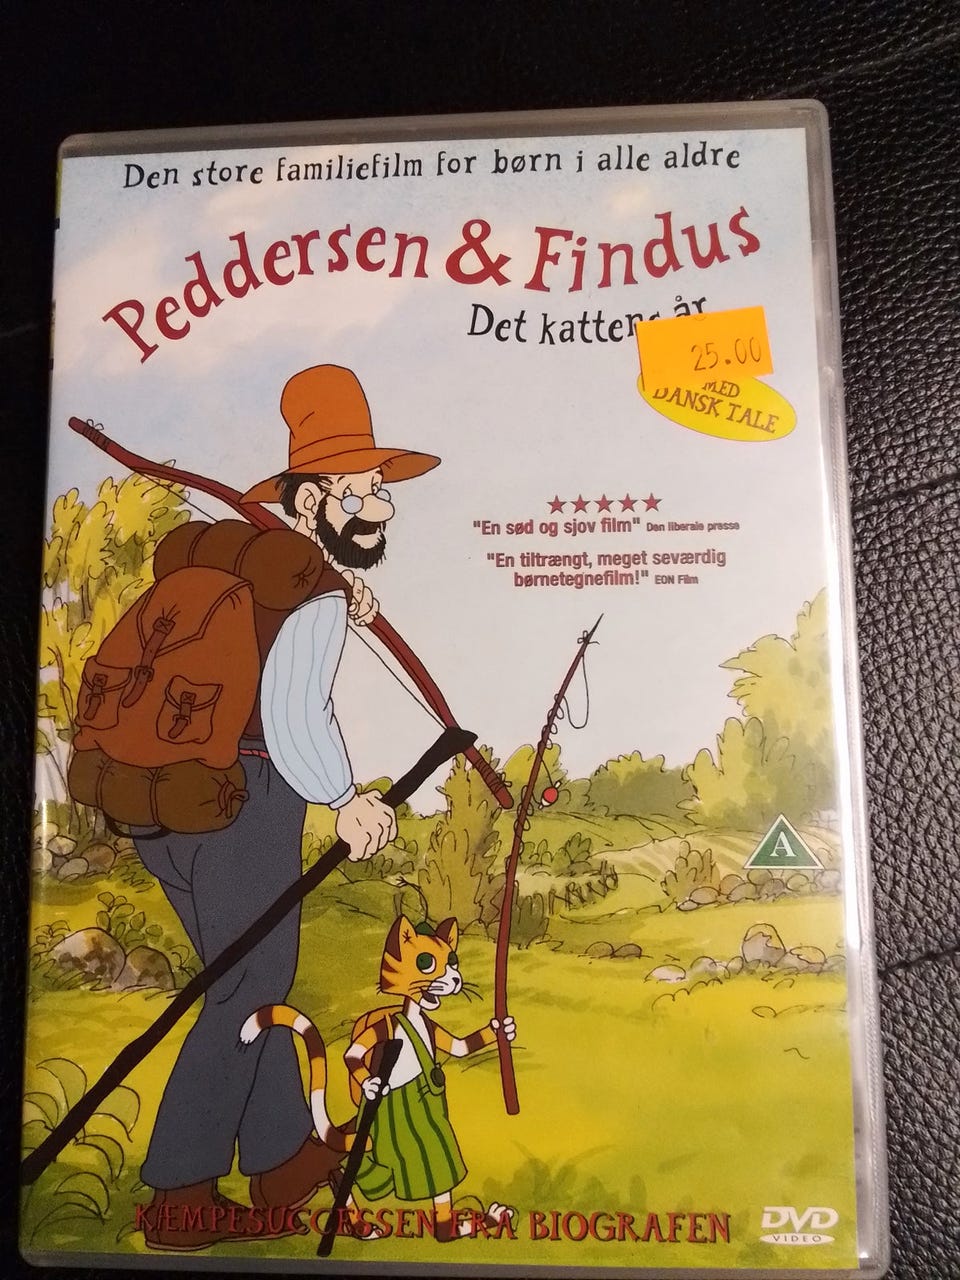 Den store familiefilm for børn i alle aldre
Peddersen & Findus
Det kattens år
25.00
MED
DANSK TALE
★★★★★
"En sød og sjov film" Den liberale presse
"En tiltrængt, meget seværdig
børnetegnefilm!" EON Film
A
KÆMPESUCCESSEN FRA BIOGRAFEN
DVD
VIDEO